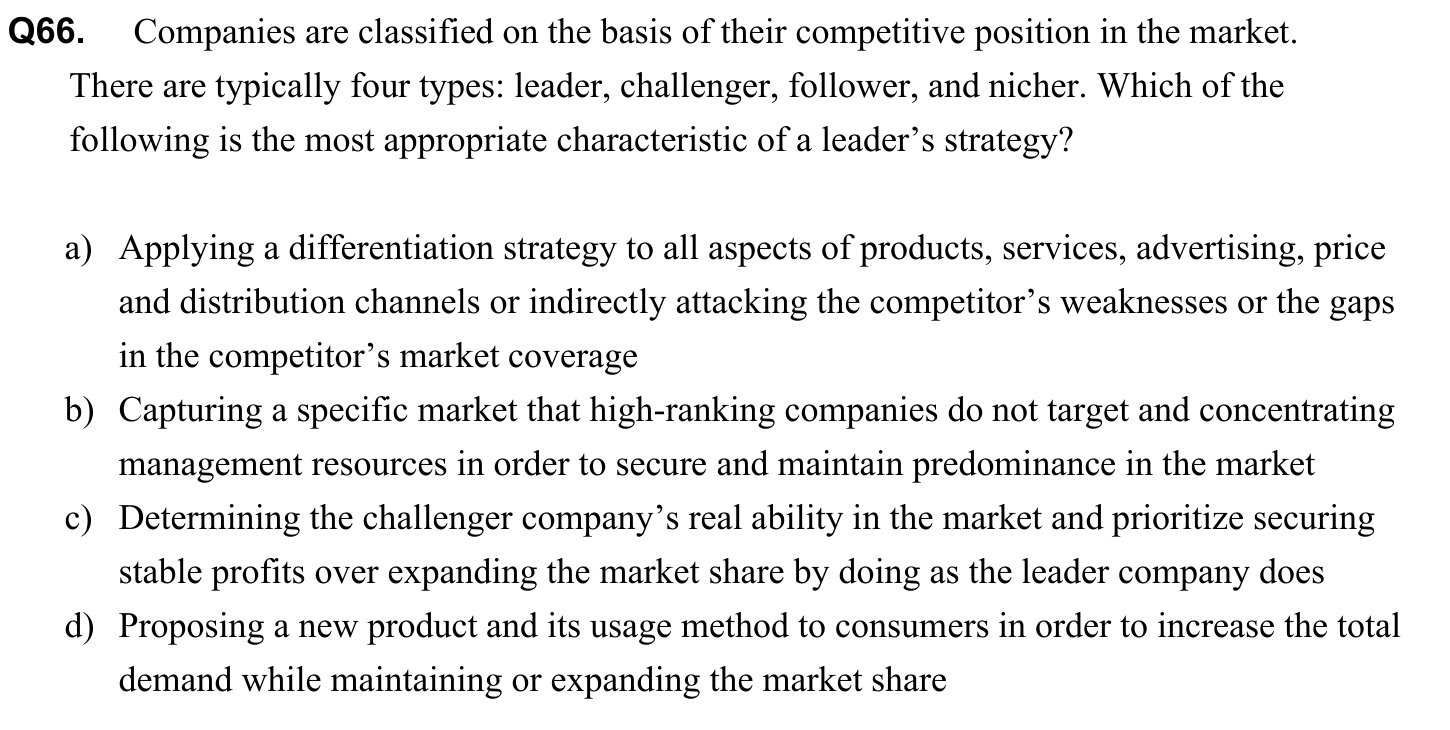 Q66. Companies are classified on the basis of their competitive position in the market.
There are typically four types: leader, challenger, follower, and nicher. Which of the
following is the most appropriate characteristic of a leader’s strategy?
a) Applying a differentiation strategy to all aspects of products, services, advertising, price
and distribution channels or indirectly attacking the competitor’s weaknesses or the gaps
in the competitor’s market coverage
b) Capturing a specific market that high-ranking companies do not target and concentrating
management resources in order to secure and maintain predominance in the market
c) Determining the challenger company’s real ability in the market and prioritize securing
stable profits over expanding the market share by doing as the leader company does
d) Proposing a new product and its usage method to consumers in order to increase the total
demand while maintaining or expanding the market share